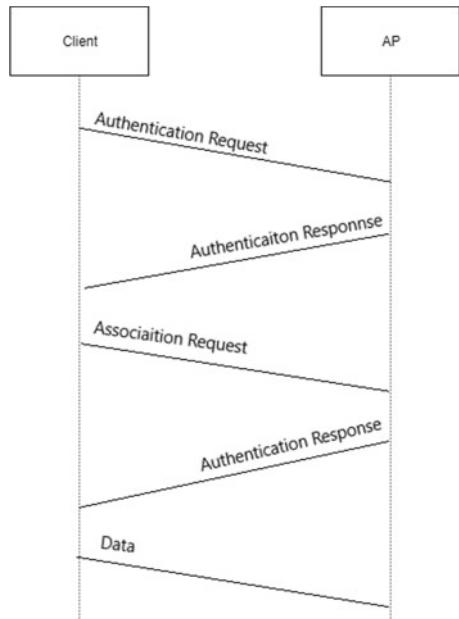 Client
AP
Authentication Request
Authenticaiton Responnse
Associaition Request
Authentication Response
Data